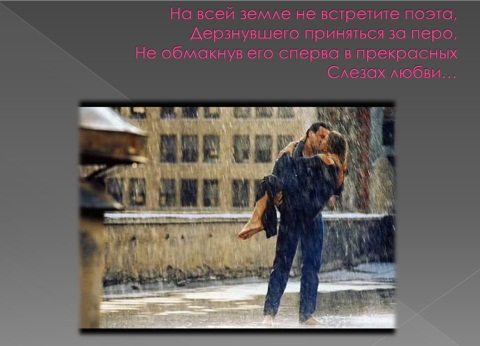 На всей земле не встретите поэта,
Дерзнувшего приняться за перо,
Не обмакнув его сперва в прекрасных
Слезах любви…